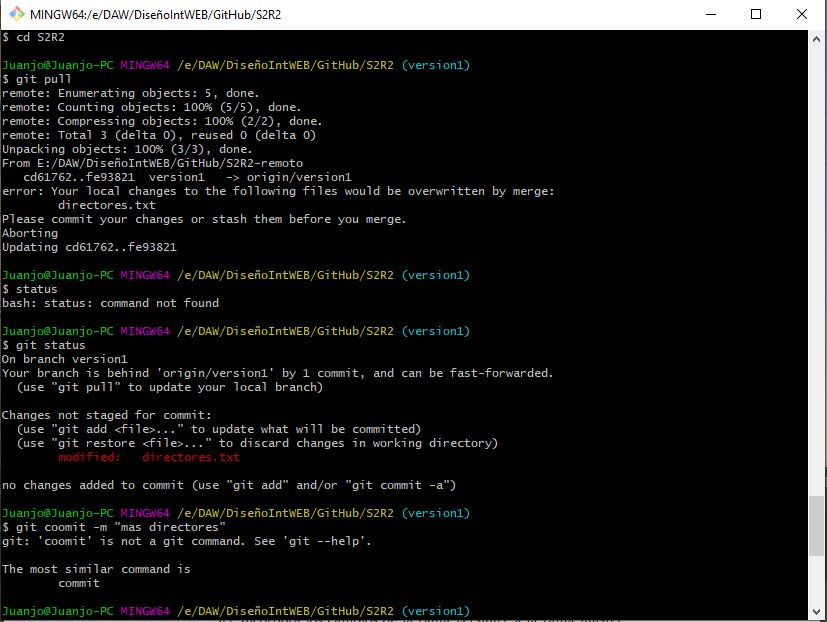 MINGW64:/e/DAW/DiseñoIntWEB/GitHub/S2R2
$ cd S2R2
Juanjo@Juanjo-PC MINGW64 /e/DAW/DiseñoIntWEB/GitHub/S2R2 (version1)
$ git pull
remote: Enumerating objects: 5, done.
remote: Counting objects: 100% (5/5), done.
remote: Compressing objects: 100% (2/2), done.
remote: Total 3 (delta 0), reused 0 (delta 0)
Unpacking objects: 100% (3/3), done.
From E:/DAW/DiseñoIntWEB/GitHub/S2R2-remoto
   cd61762..fe93821  version1   -> origin/version1
error: Your local changes to the following files would be overwritten by merge:
        directores.txt
Please commit your changes or stash them before you merge.
Aborting
Updating cd61762..fe93821
Juanjo@Juanjo-PC MINGW64 /e/DAW/DiseñoIntWEB/GitHub/S2R2 (version1)
$ status
bash: status: command not found
Juanjo@Juanjo-PC MINGW64 /e/DAW/DiseñoIntWEB/GitHub/S2R2 (version1)
$ git status
On branch version1
Your branch is behind 'origin/version1' by 1 commit, and can be fast-forwarded.
  (use "git pull" to update your local branch)
Changes not staged for commit:
  (use "git add <file>..." to update what will be committed)
  (use "git restore <file>..." to discard changes in working directory)
        modified:   directores.txt
no changes added to commit (use "git add" and/or "git commit -a")
Juanjo@Juanjo-PC MINGW64 /e/DAW/DiseñoIntWEB/GitHub/S2R2 (version1)
$ git coomit -m "mas directores"
git: 'coomit' is not a git command. See 'git --help'.
The most similar command is
        commit
Juanjo@Juanjo-PC MINGW64 /e/DAW/DiseñoIntWEB/GitHub/S2R2 (version1)